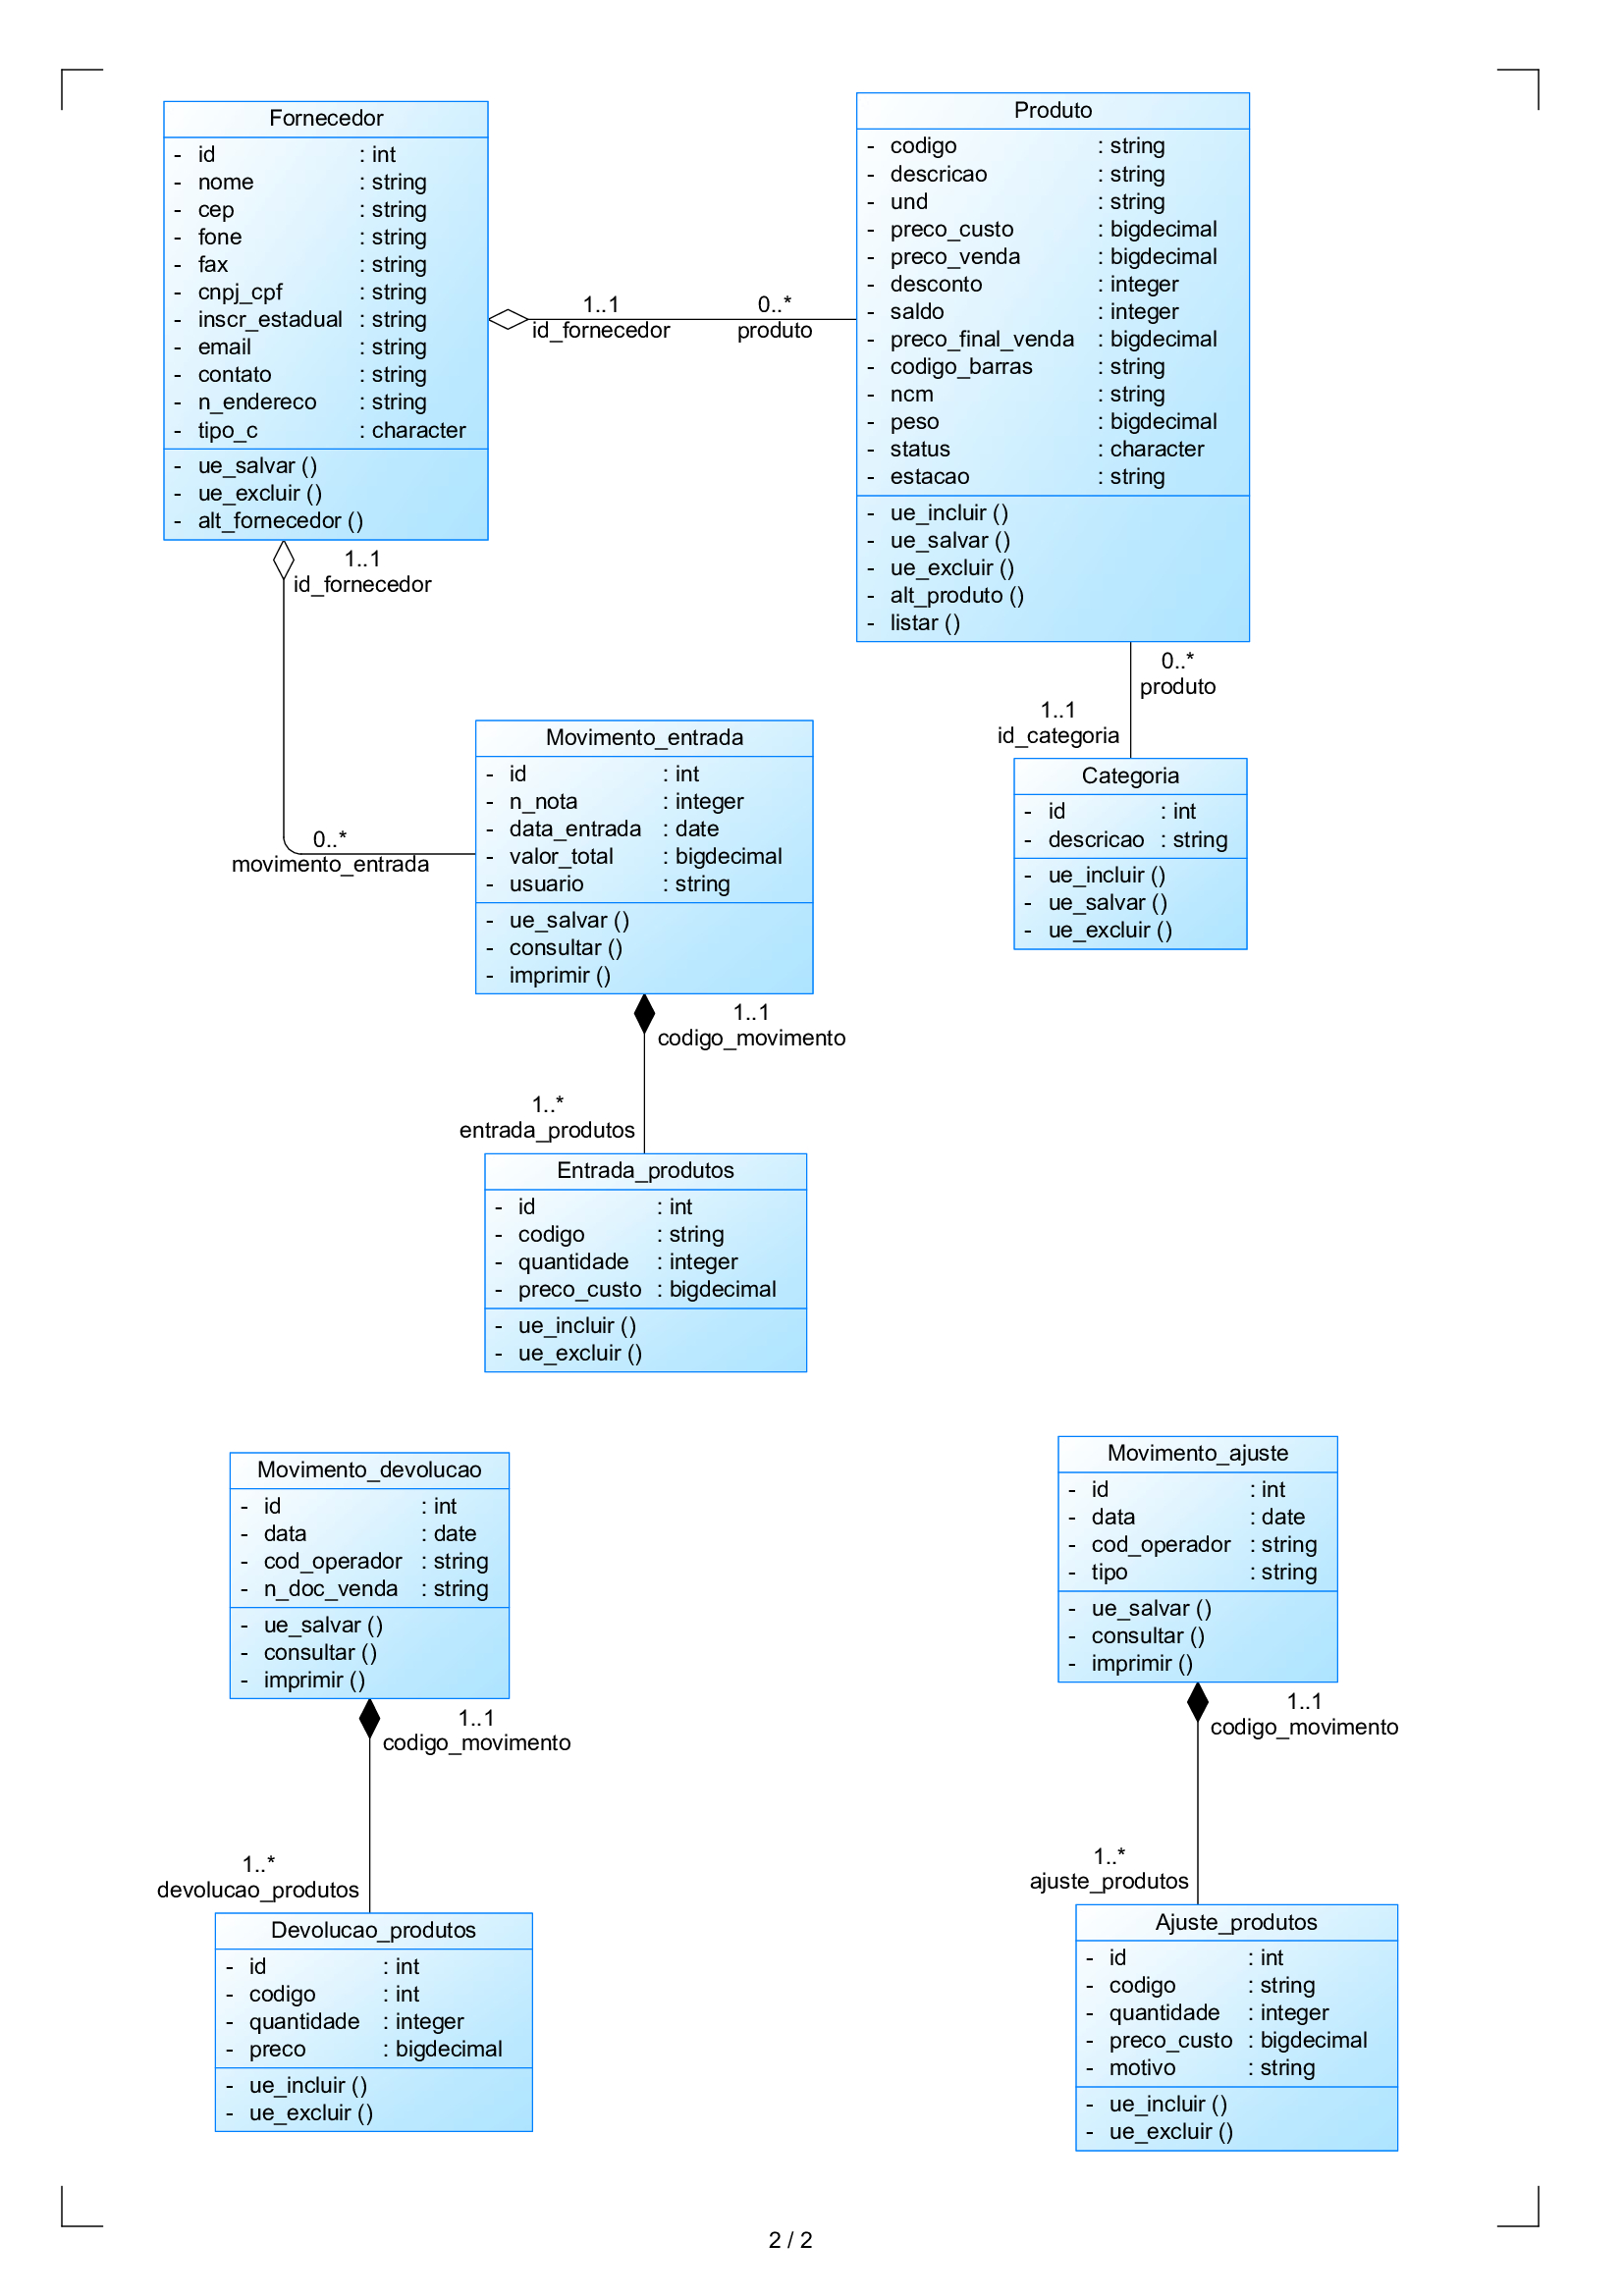 Fornecedor
- id : int
- nome : string
- cep : string
- fone : string
- fax : string
- cnpj_cpf : string
- inscr_estadual : string
- email : string
- contato : string
- n_endereco : string
- tipo_c : character
- ue_salvar ()
- ue_excluir ()
- alt_fornecedor ()
1..1
id_fornecedor
0..*
produto
Produto
- codigo : string
- descricao : string
- und : string
- preco_custo : bigdecimal
- preco_venda : bigdecimal
- desconto : integer
- saldo : integer
- preco_final_venda : bigdecimal
- codigo_barras : string
- ncm : string
- peso : bigdecimal
- status : character
- estacao : string
- ue_incluir ()
- ue_salvar ()
- ue_excluir ()
- alt_produto ()
- listar ()
1..1
id_fornecedor
0..*
movimento_entrada
0..*
produto
1..1
id_categoria
Movimento_entrada
- id : int
- n_nota : integer
- data_entrada : date
- valor_total : bigdecimal
- usuario : string
- ue_salvar ()
- consultar ()
- imprimir ()
Categoria
- id : int
- descricao : string
- ue_incluir ()
- ue_salvar ()
- ue_excluir ()
1..1
codigo_movimento
1..*
entrada_produtos
Entrada_produtos
- id : int
- codigo : string
- quantidade : integer
- preco_custo : bigdecimal
- ue_incluir ()
- ue_excluir ()
Movimento_devolucao
- id : int
- data : date
- cod_operador : string
- n_doc_venda : string
- ue_salvar ()
- consultar ()
- imprimir ()
1..1
codigo_movimento
1..*
devolucao_produtos
Devolucao_produtos
- id : int
- codigo : int
- quantidade : integer
- preco : bigdecimal
- ue_incluir ()
- ue_excluir ()
Movimento_ajuste
- id : int
- data : date
- cod_operador : string
- tipo : string
- ue_salvar ()
- consultar ()
- imprimir ()
1..1
codigo_movimento
1..*
ajuste_produtos
Ajuste_produtos
- id : int
- codigo : string
- quantidade : integer
- preco_custo : bigdecimal
- motivo : string
- ue_incluir ()
- ue_excluir ()
2 / 2